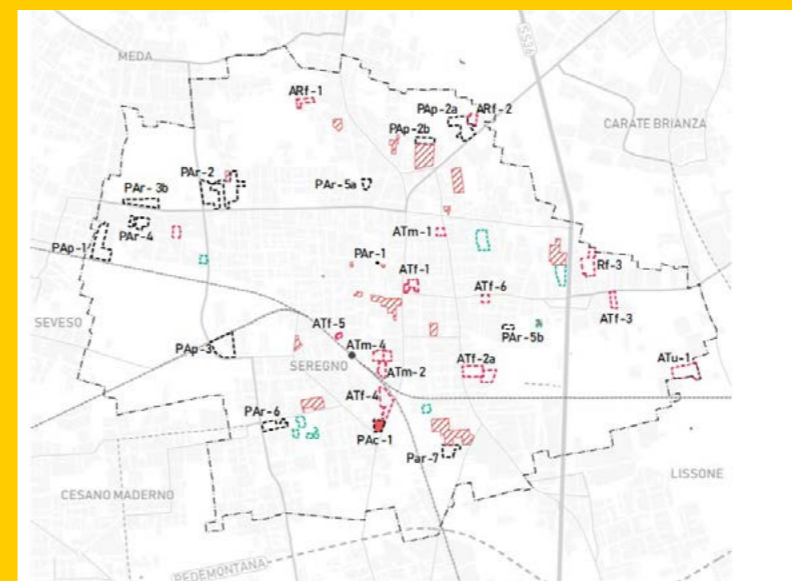 MEDA
SS36
ARf-1
PAp-2a
ARf-2
CARATE BRIANZA
PAp-2b
PAr-2
PAr-3b
PAr-5a
PAr-4
ATm-1
PAp-1
PAr-1
Rf-3
ATf-1
ATf-6
ATf-3
SEVESO
ATf-5
PAr-5b
PAp-3
ATm-4
SEREGNO
ATf-2a
ATu-1
ATm-2
ATf-4
PAr-6
PAc-1
Par-7
LISSONE
CESANO MADERNO
PEDEMONTANA